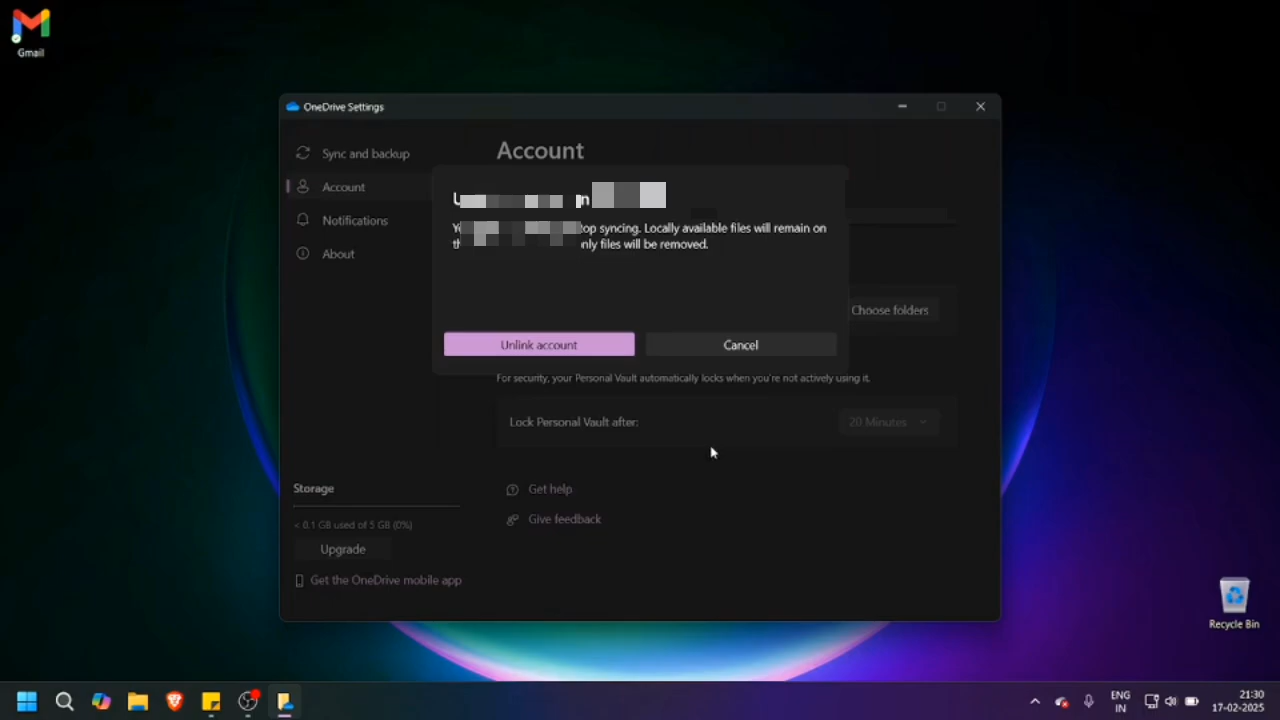 Gmail
OneDrive Settings
Sync and backup
Account
Notifications
About
Storage
< 0.1 GB used of 5 GB (0%)
Upgrade
Get the OneDrive mobile app
Account
syncing. Locally available files will remain on
only files will be removed.
Unlink account
Cancel
Choose folders
For security, your Personal Vault automatically locks when you're not actively using it.
Lock Personal Vault after:
20 Minutes
Get help
Give feedback
Recycle Bin
ENG
IN
21:30
17-02-2025